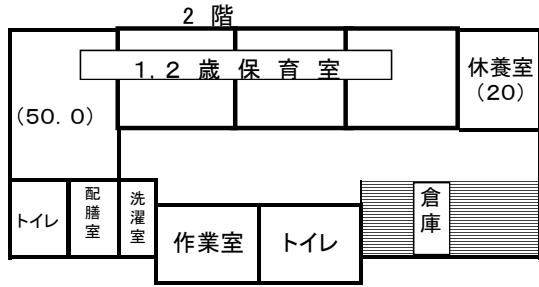 2 階
1,2 歳 保 育 室
休養室
(20)
(50.0)
トイレ
配膳室
洗濯室
作業室
トイレ
倉庫